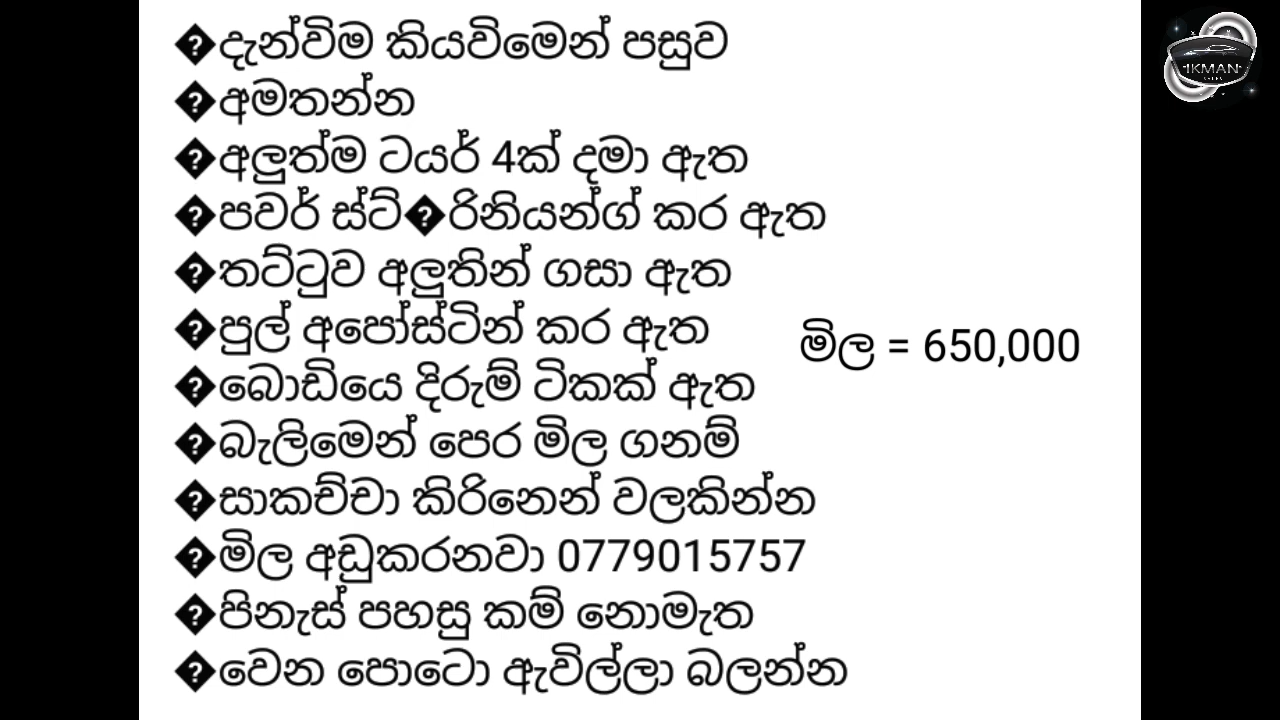 �දැන්විම කියවිමෙන් පසුව
�අමතන්න
�අලුත්ම ටයර් 4ක් දමා ඇත
�පවර් ස්ට්�රිනියන්ග් කර ඇත
�තට්ටුව අලුතින් ගසා ඇත
�පුල් අපෝස්ටින් කර ඇත
�බොඩියෙ දිරුම් ටිකක් ඇත
�බැලිමෙන් පෙර මිල ගනම්
�සාකච්චා කිරිනෙන් වලකින්න
�මිල අඩුකරනවා 0779015757
�පිනැස් පහසු කම් නොමැත
�වෙන පොටො ඇවිල්ලා බලන්න
මිල = 650,000
IKMAN